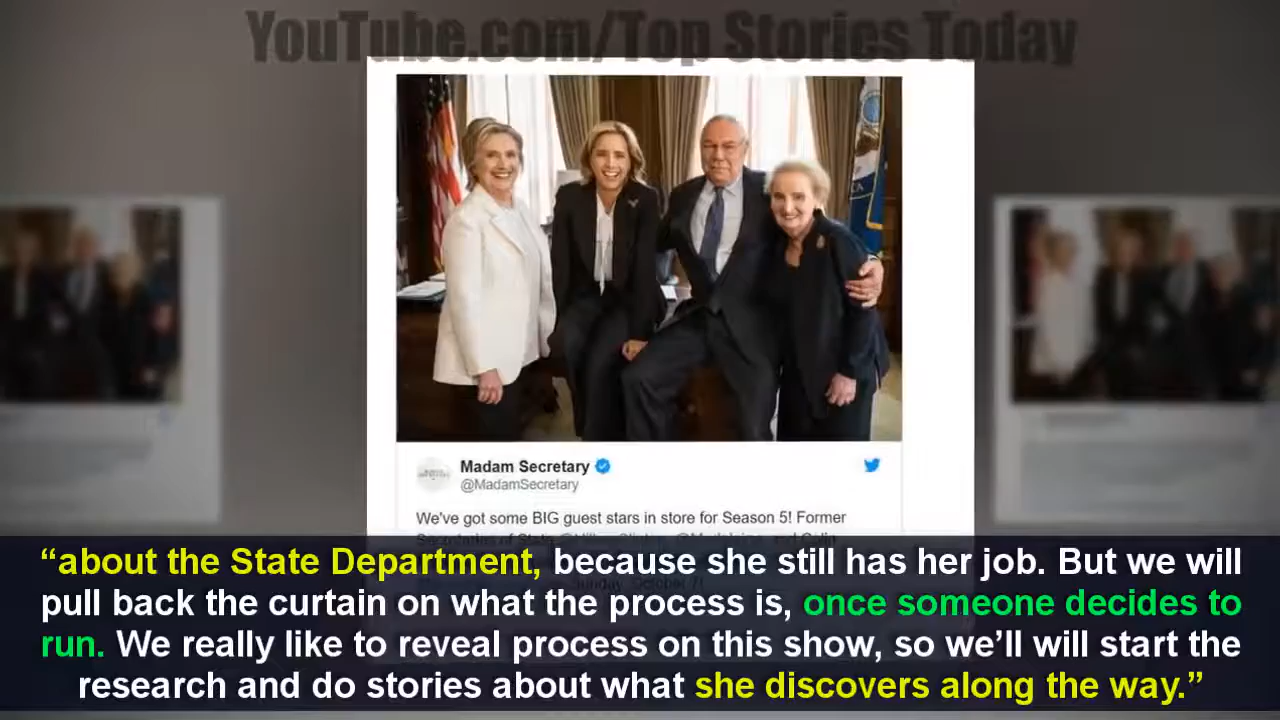 YouTube.com/Top Stories Today
Madam Secretary
@MadamSecretary
We've got some BIG guest stars in store for Season 5! Former
“about the State Department, because she still has her job. But we will
pull back the curtain on what the process is, once someone decides to
run. We really like to reveal process on this show, so we’ll will start the
research and do stories about what she discovers along the way.”